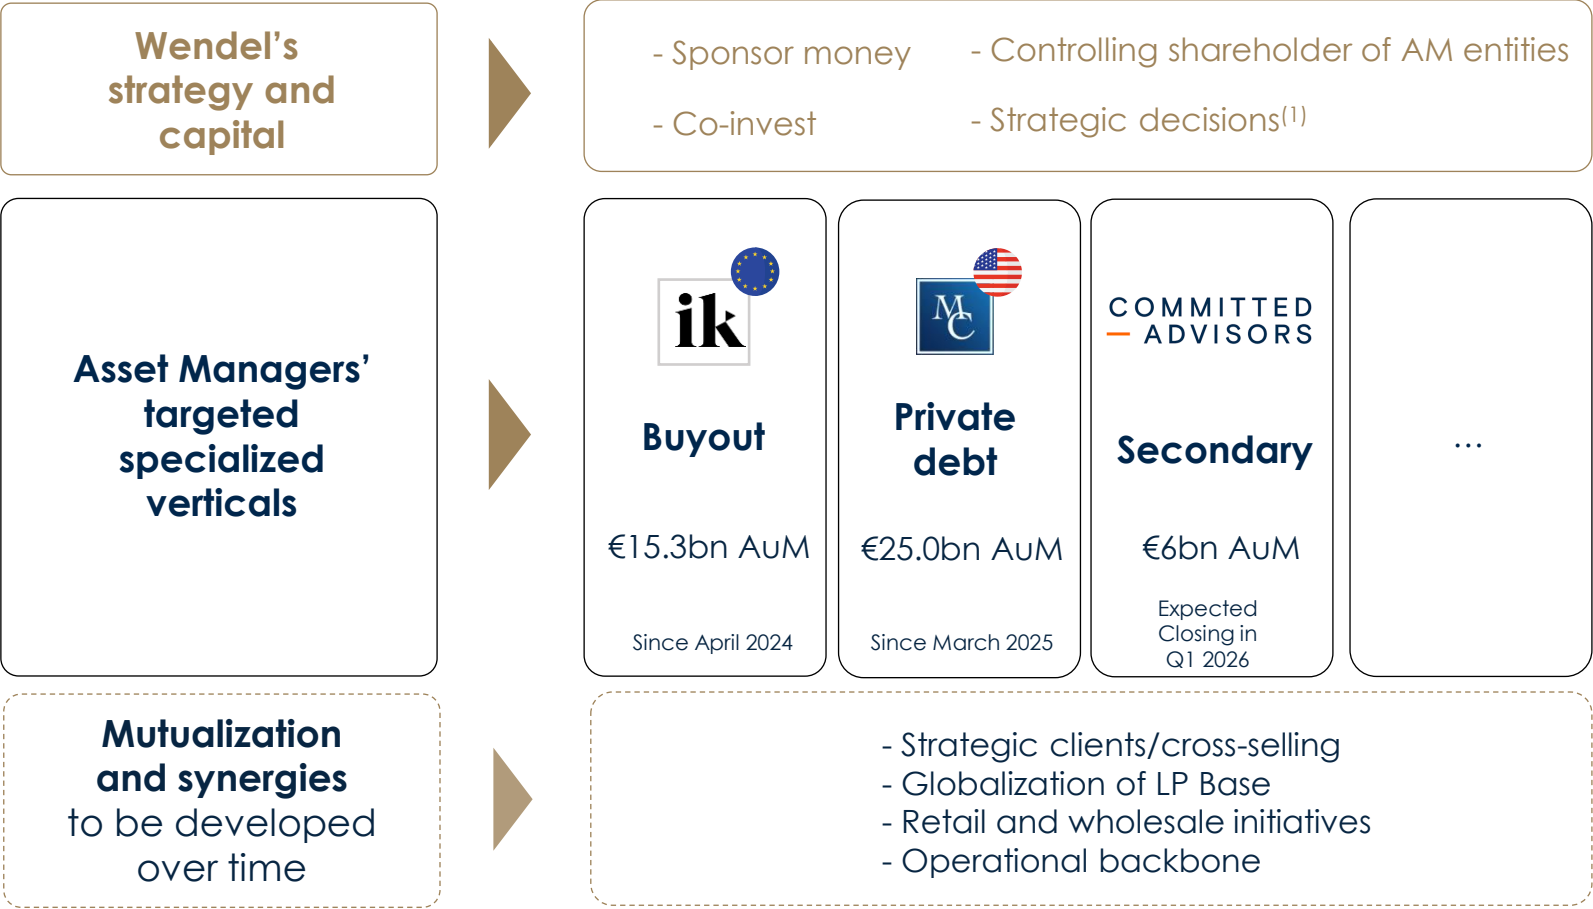 Wendel’s
strategy and
capital
- Sponsor money
- Co-invest
- Controlling shareholder of AM entities
- Strategic decisions(1)
Asset Managers’
targeted
specialized
verticals
ik
Buyout
€15.3bn AuM
Since April 2024
MC
Private
debt
€25.0bn AuM
Since March 2025
COMMITTED
— ADVISORS
Secondary
€6bn AuM
Expected
Closing in
Q1 2026
…
Mutualization
and synergies
to be developed
over time
- Strategic clients/cross-selling
- Globalization of LP Base
- Retail and wholesale initiatives
- Operational backbone